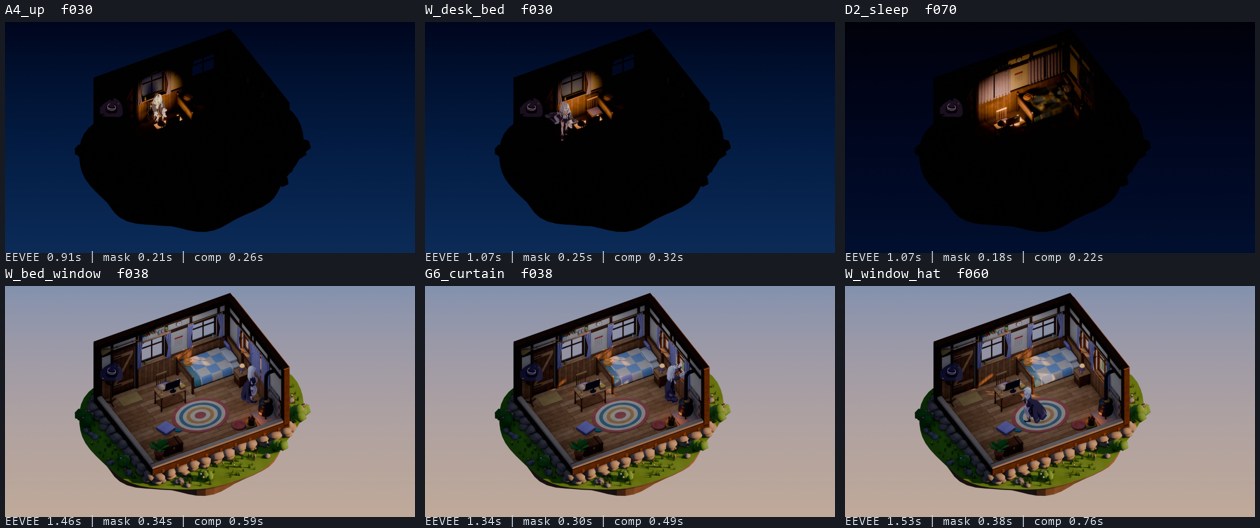 A4_up f030
W_desk_bed f030
D2_sleep f070
EEVEE 0.91s | mask 0.21s | comp 0.26s
EEVEE 1.07s | mask 0.25s | comp 0.32s
EEVEE 1.07s | mask 0.18s | comp 0.22s
W_bed_window f038
G6_curtain f038
W_window_hat f060
EEVEE 1.46s | mask 0.34s | comp 0.59s
EEVEE 1.34s | mask 0.30s | comp 0.49s
EEVEE 1.53s | mask 0.38s | comp 0.76s